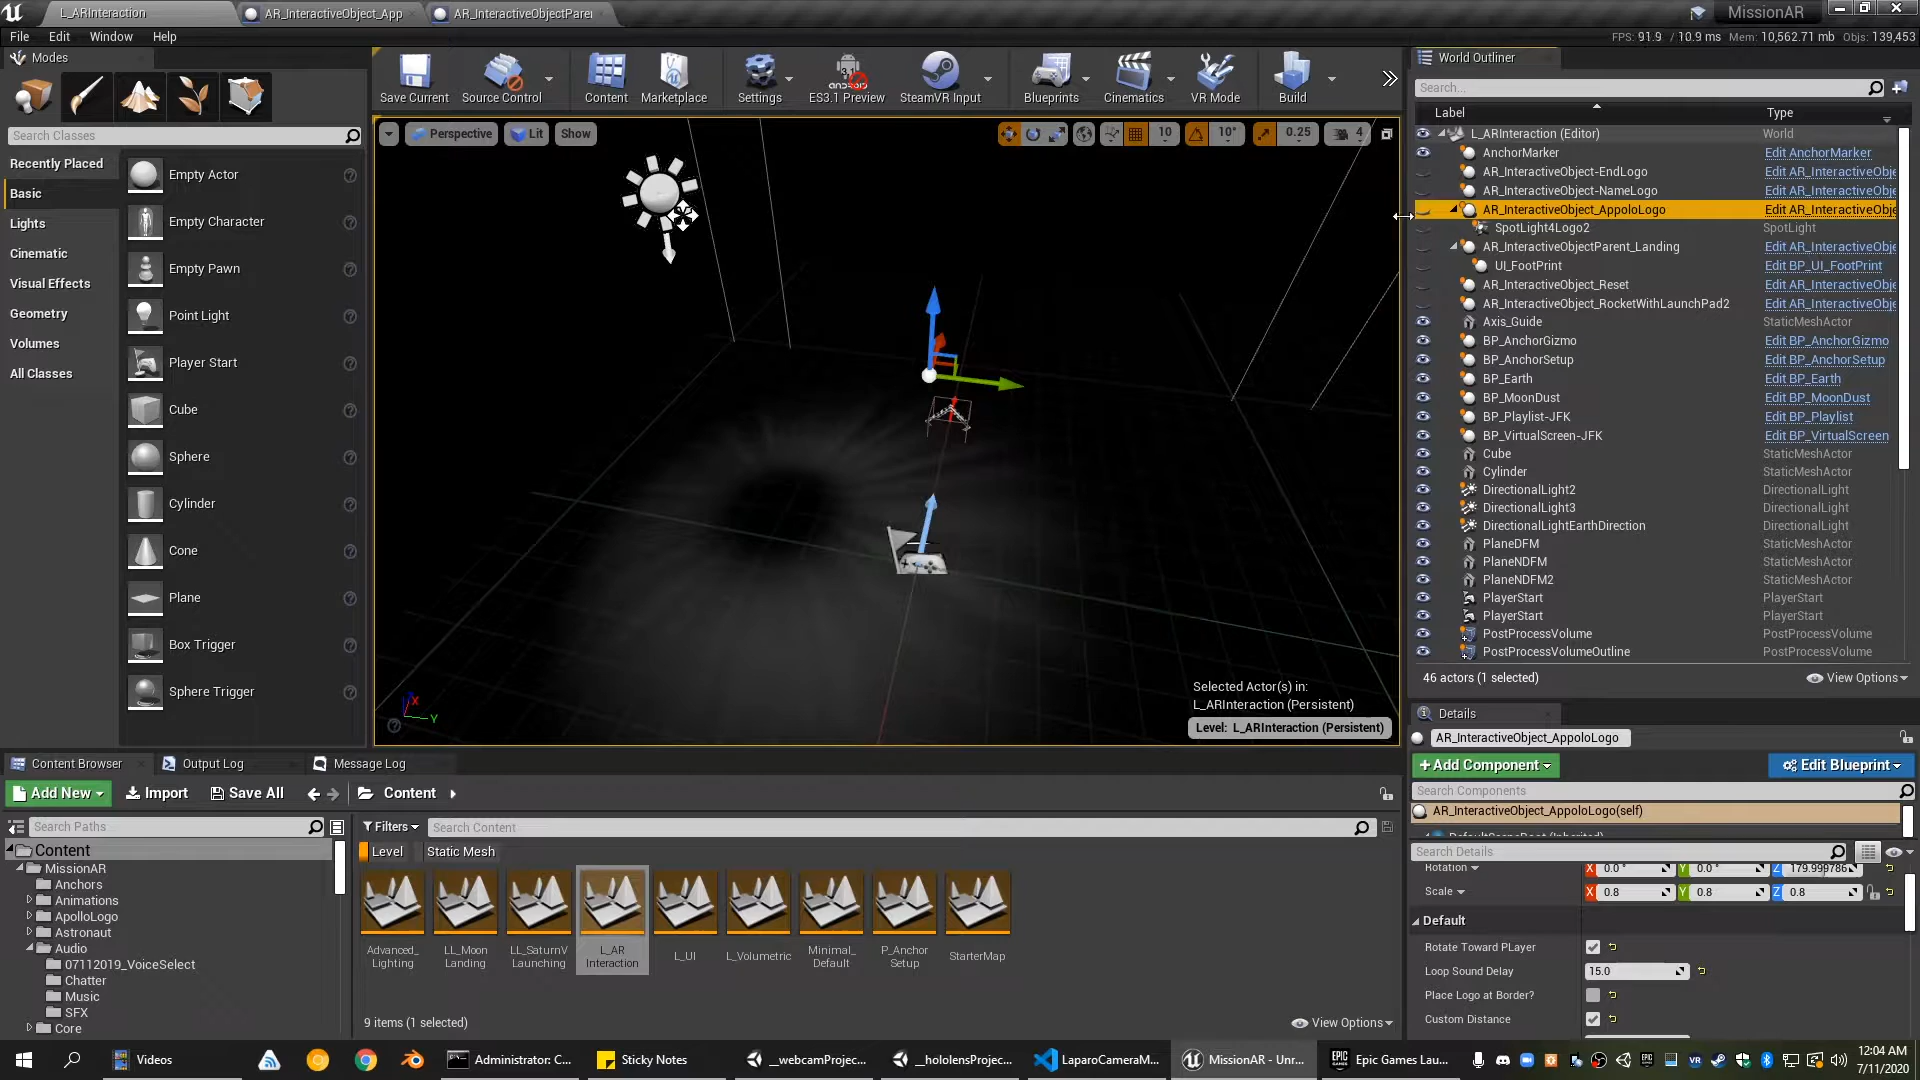 L_ARInteraction
AR_InteractiveObject_App
AR_InteractiveObjectParen
MissionAR
File Edit Window Help
FPS: 91.9 / 10.9 ms Mem: 10,562.71 mb Objs: 139,453
Modes
Save Current Source Control Content Marketplace Settings ES3.1 Preview SteamVR Input Blueprints Cinematics VR Mode Build
Search Classes
Recently Placed
Basic
Lights
Cinematic
Visual Effects
Geometry
Volumes
All Classes
Empty Actor
Empty Character
Empty Pawn
Point Light
Player Start
Cube
Sphere
Cylinder
Cone
Plane
Box Trigger
Sphere Trigger
Perspective Lit Show
10 10° 0.25 4
X Y
Selected Actor(s) in:
L_ARInteraction (Persistent)
Level: L_ARInteraction (Persistent)
World Outliner
Search...
Label Type
L_ARInteraction (Editor) World
AnchorMarker Edit AnchorMarker
AR_InteractiveObject-EndLogo Edit AR_InteractiveObje
AR_InteractiveObject-NameLogo Edit AR_InteractiveObje
AR_InteractiveObject_AppoloLogo Edit AR_InteractiveObje
SpotLight4Logo2 SpotLight
AR_InteractiveObjectParent_Landing Edit AR_InteractiveObje
UI_FootPrint Edit BP_UI_FootPrint
AR_InteractiveObject_Reset Edit AR_InteractiveObje
AR_InteractiveObject_RocketWithLaunchPad2 Edit AR_InteractiveObje
Axis_Guide StaticMeshActor
BP_AnchorGizmo Edit BP_AnchorGizmo
BP_AnchorSetup Edit BP_AnchorSetup
BP_Earth Edit BP_Earth
BP_MoonDust Edit BP_MoonDust
BP_Playlist-JFK Edit BP_Playlist
BP_VirtualScreen-JFK Edit BP_VirtualScreen
Cube StaticMeshActor
Cylinder StaticMeshActor
DirectionalLight2 DirectionalLight
DirectionalLight3 DirectionalLight
DirectionalLightEarthDirection DirectionalLight
PlaneDFM StaticMeshActor
PlaneNDFM StaticMeshActor
PlaneNDFM2 StaticMeshActor
PlayerStart PlayerStart
PlayerStart PlayerStart
PostProcessVolume PostProcessVolume
PostProcessVolumeOutline PostProcessVolume
46 actors (1 selected) View Options
Details
AR_InteractiveObject_AppoloLogo
+Add Component Edit Blueprint
Search Components
AR_InteractiveObject_AppoloLogo(self)
DefaultSceneRoot (Inherited)
Search Details
Rotation X 0.0 ° Y 0.0 ° Z 179.999786
Scale X 0.8 Y 0.8 Z 0.8
Default
Rotate Toward PLayer
Loop Sound Delay 15.0
Place Logo at Border?
Custom Distance
Content Browser Output Log Message Log
Add New Import Save All Content
Search Paths
Content
MissionAR
Anchors
Animations
ApolloLogo
Astronaut
Audio
07112019_VoiceSelect
Chatter
Music
SFX
Core
Filters Search Content
Level Static Mesh
Advanced_
Lighting
LL_Moon
Landing
LL_SaturnV
Launching
L_AR
Interaction
L_UI
L_Volumetric
Minimal_
Default
P_Anchor
Setup
StarterMap
9 items (1 selected) View Options
Videos
Administrator: C...
Sticky Notes
__webcamProjec...
__hololensProjec...
LaparoCameraM...
MissionAR - Unr...
Epic Games Lau...
12:04 AM
7/11/2020